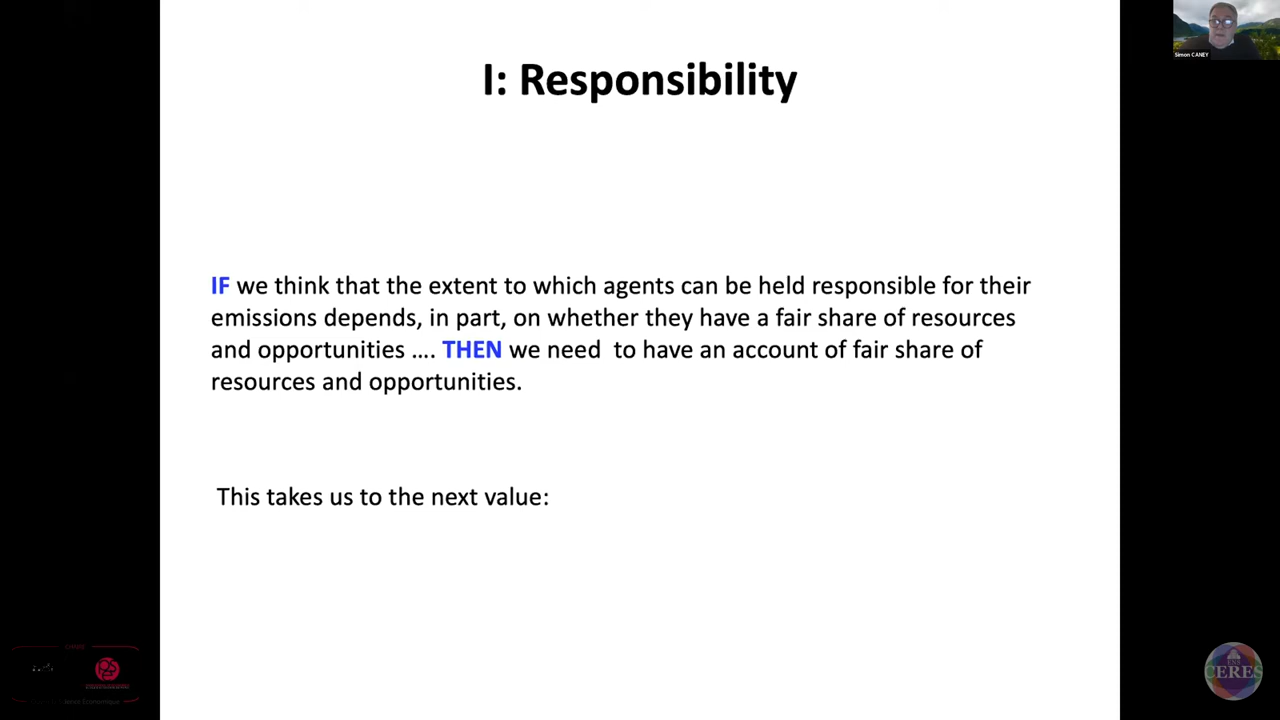 I: Responsibility
Simon CANEY
IF we think that the extent to which agents can be held responsible for their
emissions depends, in part, on whether they have a fair share of resources
and opportunities .... THEN we need to have an account of fair share of
resources and opportunities.
This takes us to the next value:
ENS
CERES